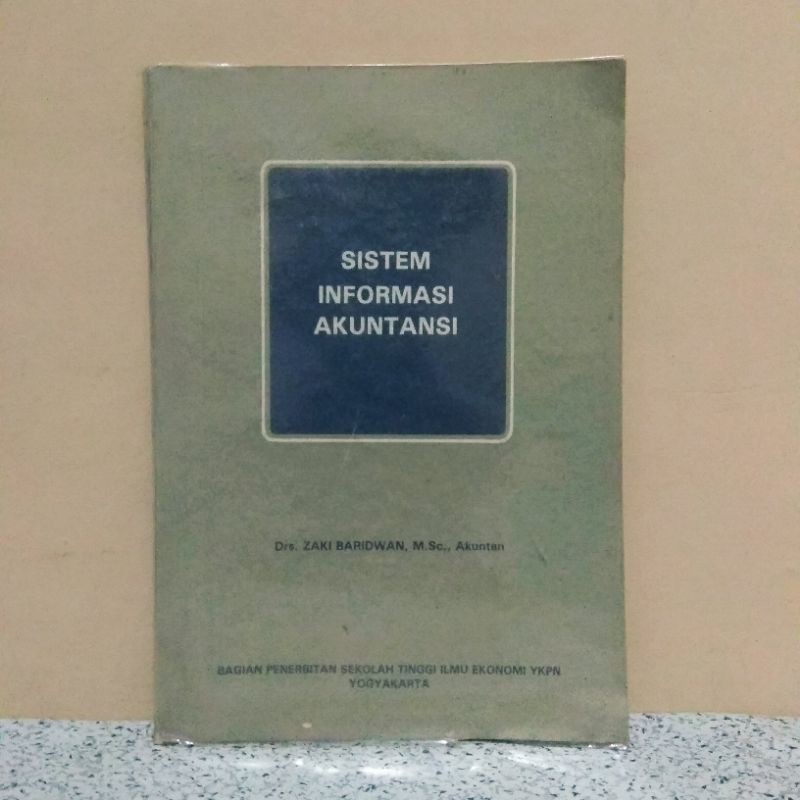 SISTEM
INFORMASI
AKUNTANSI
Drs. ZAKI BARIDWAN, M.Sc., Akuntan
BAGIAN PENERBITAN SEKOLAH TINGGI ILMU EKONOMI YKPN
YOGYAKARTA